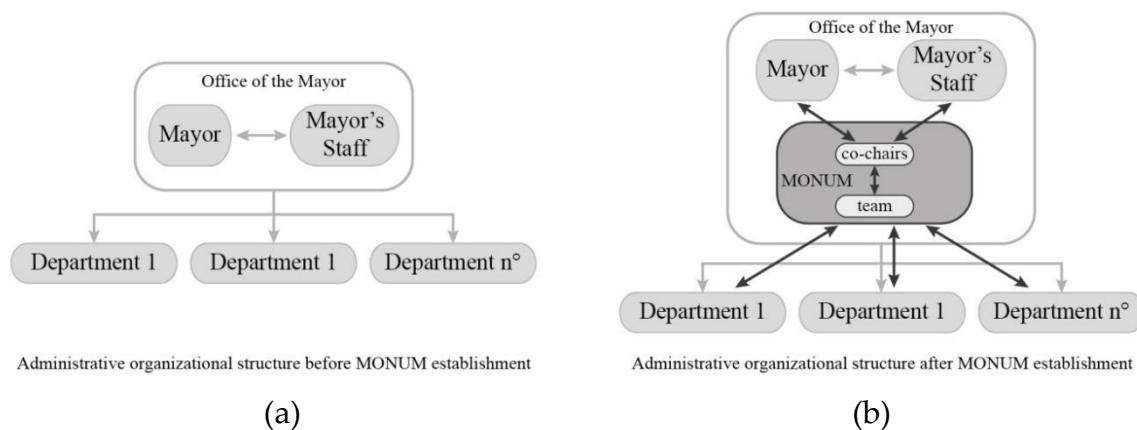 Office of the Mayor
Mayor
Mayor's
Staff
Department 1
Department 1
Department n°
Administrative organizational structure before MONUM establishment
(a)
Office of the Mayor
Mayor
Mayor's
Staff
co-chairs
MONUM
team
Department 1
Department 1
Department n°
Administrative organizational structure after MONUM establishment
(b)